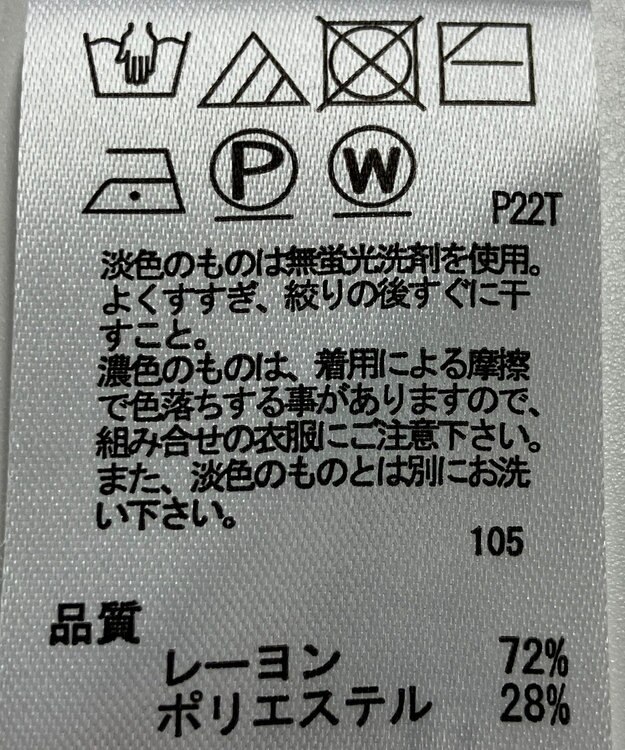 P W
P22T
淡色のものは無蛍光洗剤を使用。
よくすすぎ、絞りの後すぐに干
すこと。
濃色のものは、着用による摩擦
で色落ちする事がありますので、
組み合せの衣服にご注意下さい。
また、淡色のものとは別にお洗
い下さい。
105
品質
レーヨン 72%
ポリエステル 28%